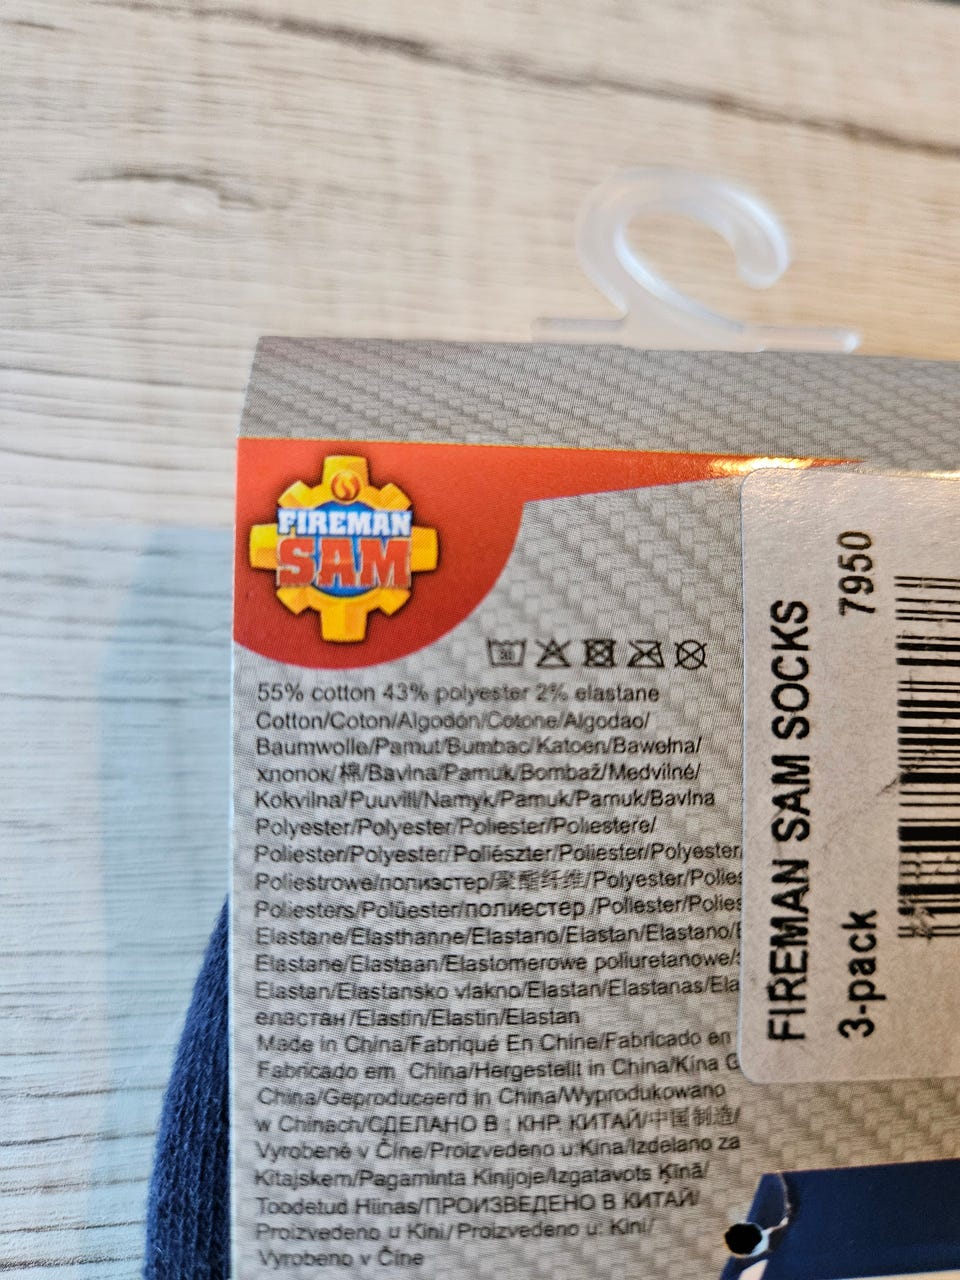 FIREMAN
SAM
30
55% cotton 43% polyester 2% elastane
Cotton/Coton/Algodón/Cotone/Algodao/
Baumwolle/Pamut/Bumbac/Katoen/Bawełna/
хлопок/棉/Bavlna/Pamuk/Bombaž/Medvilné/
Kokvilna/Puuvill/Namyk/Pamuk/Pamuk/Bavlna
Polyester/Polyester/Poliester/Poliestere/
Poliester/Polyester/Poliészter/Poliester/Polyester/
Poliestrowe/полиэстер/聚酯纤维/Polyester/Polies
Poliesters/Polüester/полиестер /Poliester/Polies
Elastane/Elasthanne/Elastano/Elastan/Elastano/E
Elastane/Elastaan/Elastomerowe poliuretanowe/
Elastan/Elastansko vlakno/Elastan/Elastanas/Ela
еластан /Elastin/Elastin/Elastan
Made in China/Fabriqué En Chine/Fabricado en
Fabricado em China/Hergestellt in China/Kína G
China/Geproduceerd in China/Wyprodukowano
w Chinach/СДЕЛАНО В : КНР, КИТАЙ/中国制造/
Vyrobené v Číne/Proizvedeno u:Kina/Izdelano za
Kitajskem/Pagaminta Kinijoje/Izgatavots Ķīnā/
Toodetud Hiinas/ПРОИЗВЕДЕНО В КИТАЙ/
Proizvedeno u Kini/ Proizvedeno u: Kini/
Vyrobeno v Číne
FIREMAN SAM SOCKS
3-pack 7950